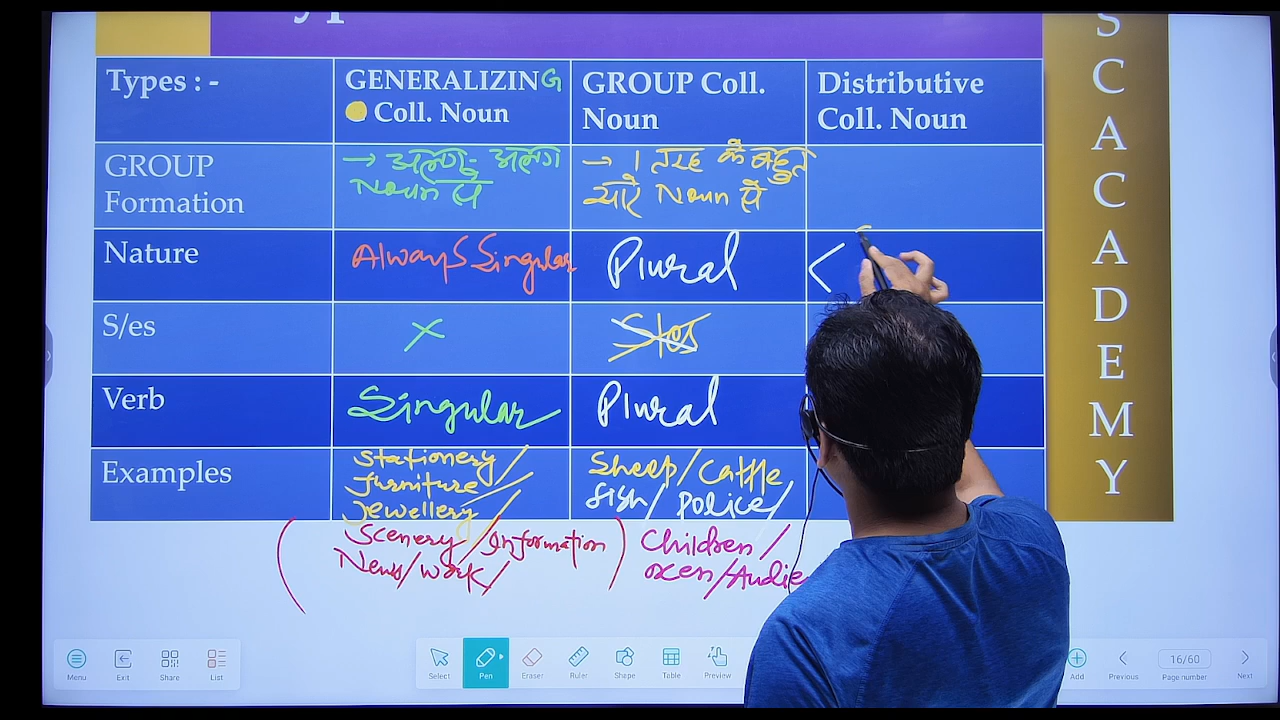 Types : -
GENERALIZING
Coll. Noun
GROUP Coll.
Noun
Distributive
Coll. Noun
GROUP
Formation
→ अलग-अलग
Noun से
→ 1 तरह के बहुत
सारे Noun से
Nature
Always Singular
Plural
S/es
×
S/es
Verb
Singular
Plural
Examples
Stationery/
furniture/
Jewellery/
Scenery/Information
News/work/
Sheep/Cattle
fish/Police/
Children/
oxen/Audie
S
C
A
C
A
D
E
M
Y
Menu
Exit
Share
List
Select
Pen
Eraser
Ruler
Shape
Table
Preview
Add
Previous
16/60
Page number
Next